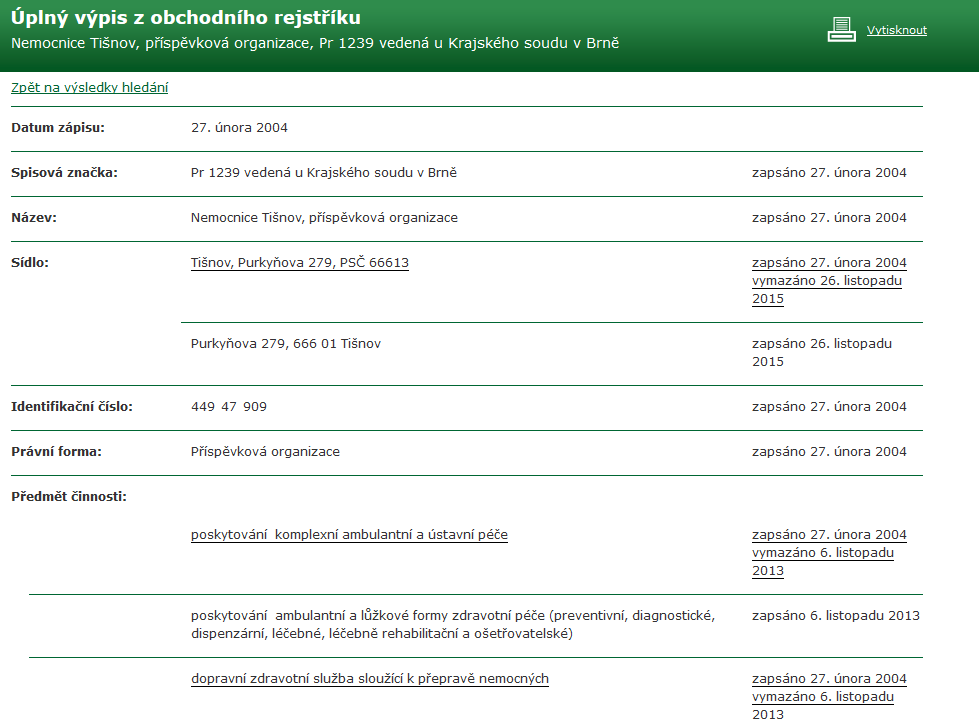 Úplný výpis z obchodního rejstříku
Nemocnice Tišnov, příspěvková organizace, Pr 1239 vedená u Krajského soudu v Brně
Vytisknout
Zpět na výsledky hledání
Datum zápisu: 27. února 2004
Spisová značka: Pr 1239 vedená u Krajského soudu v Brně zapsáno 27. února 2004
Název: Nemocnice Tišnov, příspěvková organizace zapsáno 27. února 2004
Sídlo: Tišnov, Purkyňova 279, PSČ 66613 zapsáno 27. února 2004
vymazáno 26. listopadu
2015
Purkyňova 279, 666 01 Tišnov zapsáno 26. listopadu
2015
Identifikační číslo: 449 47 909 zapsáno 27. února 2004
Právní forma: Příspěvková organizace zapsáno 27. února 2004
Předmět činnosti:
poskytování komplexní ambulantní a ústavní péče zapsáno 27. února 2004
vymazáno 6. listopadu
2013
poskytování ambulantní a lůžkové formy zdravotní péče (preventivní, diagnostické, zapsáno 6. listopadu 2013
dispenzární, léčebné, léčebně rehabilitační a ošetřovatelské)
dopravní zdravotní služba sloužící k přepravě nemocných zapsáno 27. února 2004
vymazáno 6. listopadu
2013